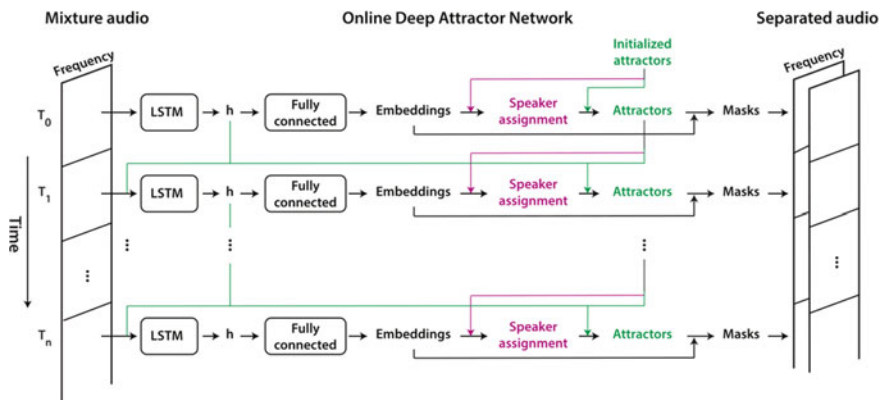 Mixture audio
Online Deep Attractor Network
Separated audio
Frequency
Initialized
attractors
Frequency
T0
LSTM
h
Fully
connected
Embeddings
Speaker
assignment
Attractors
Masks
T1
LSTM
h
Fully
connected
Embeddings
Speaker
assignment
Attractors
Masks
Time
...
...
...
...
...
...
Tn
LSTM
h
Fully
connected
Embeddings
Speaker
assignment
Attractors
Masks